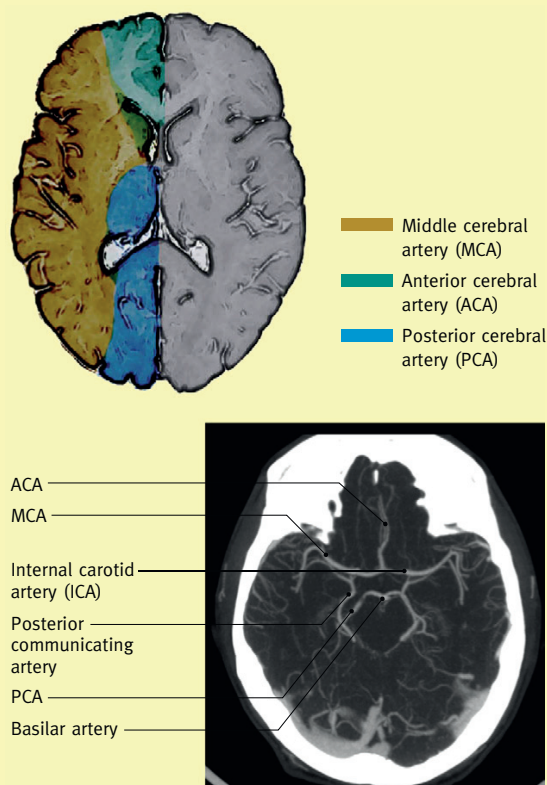 Middle cerebral
artery (MCA)
Anterior cerebral
artery (ACA)
Posterior cerebral
artery (PCA)
ACA
MCA
Internal carotid
artery (ICA)
Posterior
communicating
artery
PCA
Basilar artery